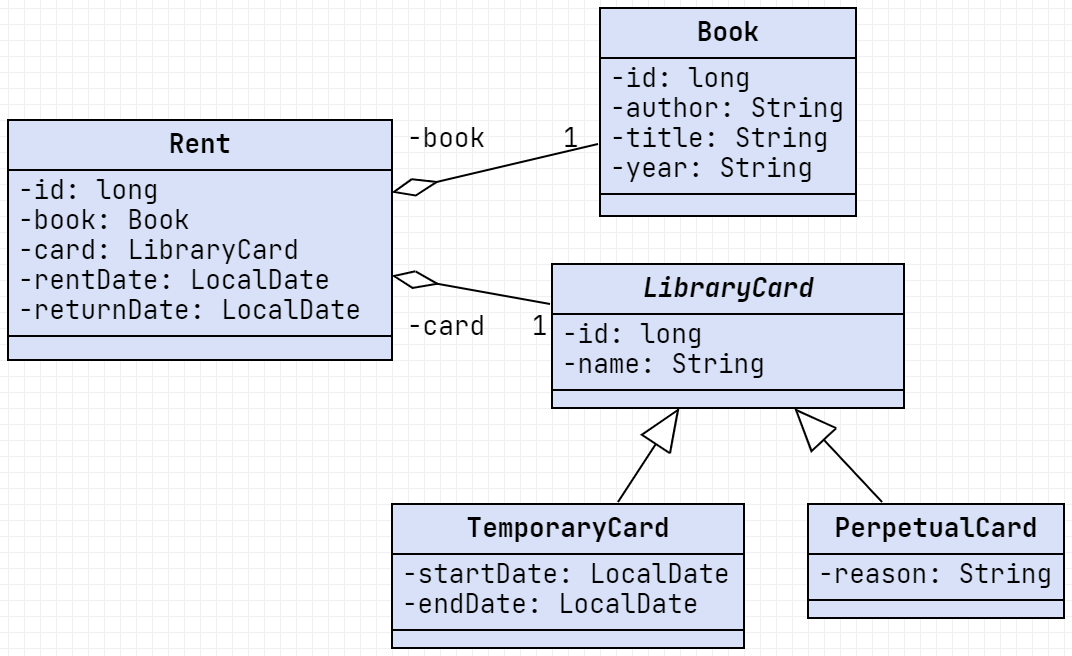 Book
-id: long
-author: String
-title: String
-year: String
Rent
-id: long
-book: Book
-card: LibraryCard
-rentDate: LocalDate
-returnDate: LocalDate
-book
1
-card
1
LibraryCard
-id: long
-name: String
TemporaryCard
-startDate: LocalDate
-endDate: LocalDate
PerpetualCard
-reason: String